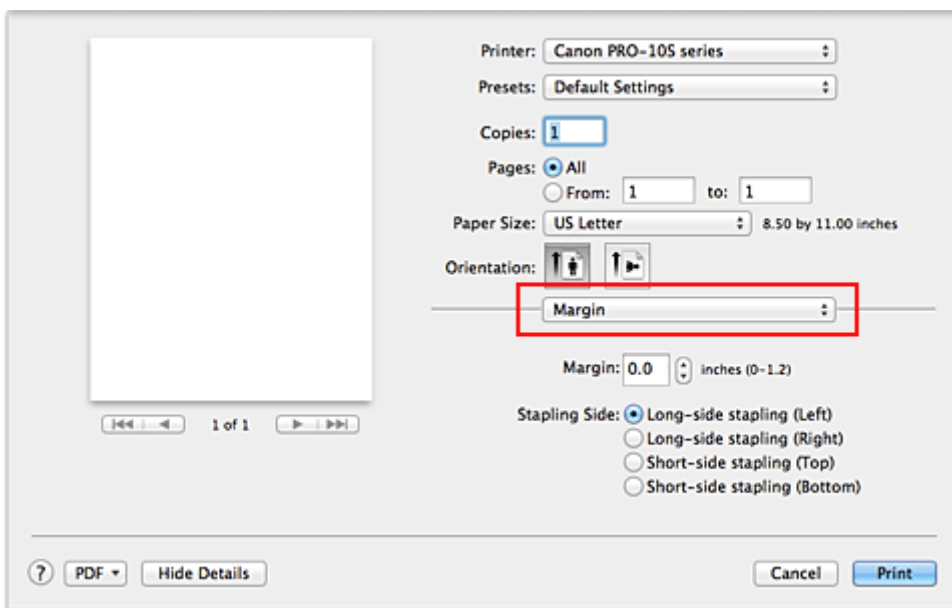 Printer: Canon PRO-10S series
Presets: Default Settings
Copies: 1
Pages: All
From: 1 to: 1
Paper Size: US Letter 8.50 by 11.00 inches
Orientation:
Margin
Margin: 0.0 inches (0-1.2)
1 of 1
Stapling Side: Long-side stapling (Left)
Long-side stapling (Right)
Short-side stapling (Top)
Short-side stapling (Bottom)
? PDF Hide Details Cancel Print